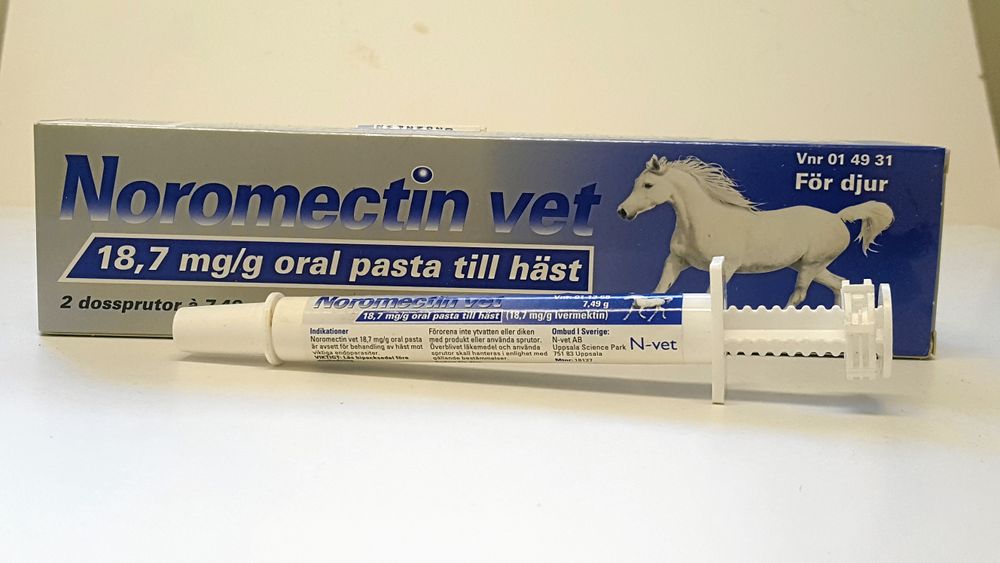 Noromectin vet
18,7 mg/g oral pasta till häst
2 dossprutor à
Vnr 01 49 31
För djur
Noromectin vet
18,7 mg/g oral pasta till häst (18,7 mg/g Ivermektin)
7,49 g
Indikationer
Noromectin vet 18,7 mg/g oral pasta
är avsett för behandling av häst mot
viktiga endoparasiter.
VIKTIGT: Läs bipacksedel före
Förorena inte ytvatten eller diken
med produkt eller använda sprutor.
Överblivet läkemedel och använda
sprutor skall hanteras i enlighet med
gällande bestämmelser.
Ombud i Sverige:
N-vet AB
Uppsala Science Park
751 83 Uppsala
N-vet